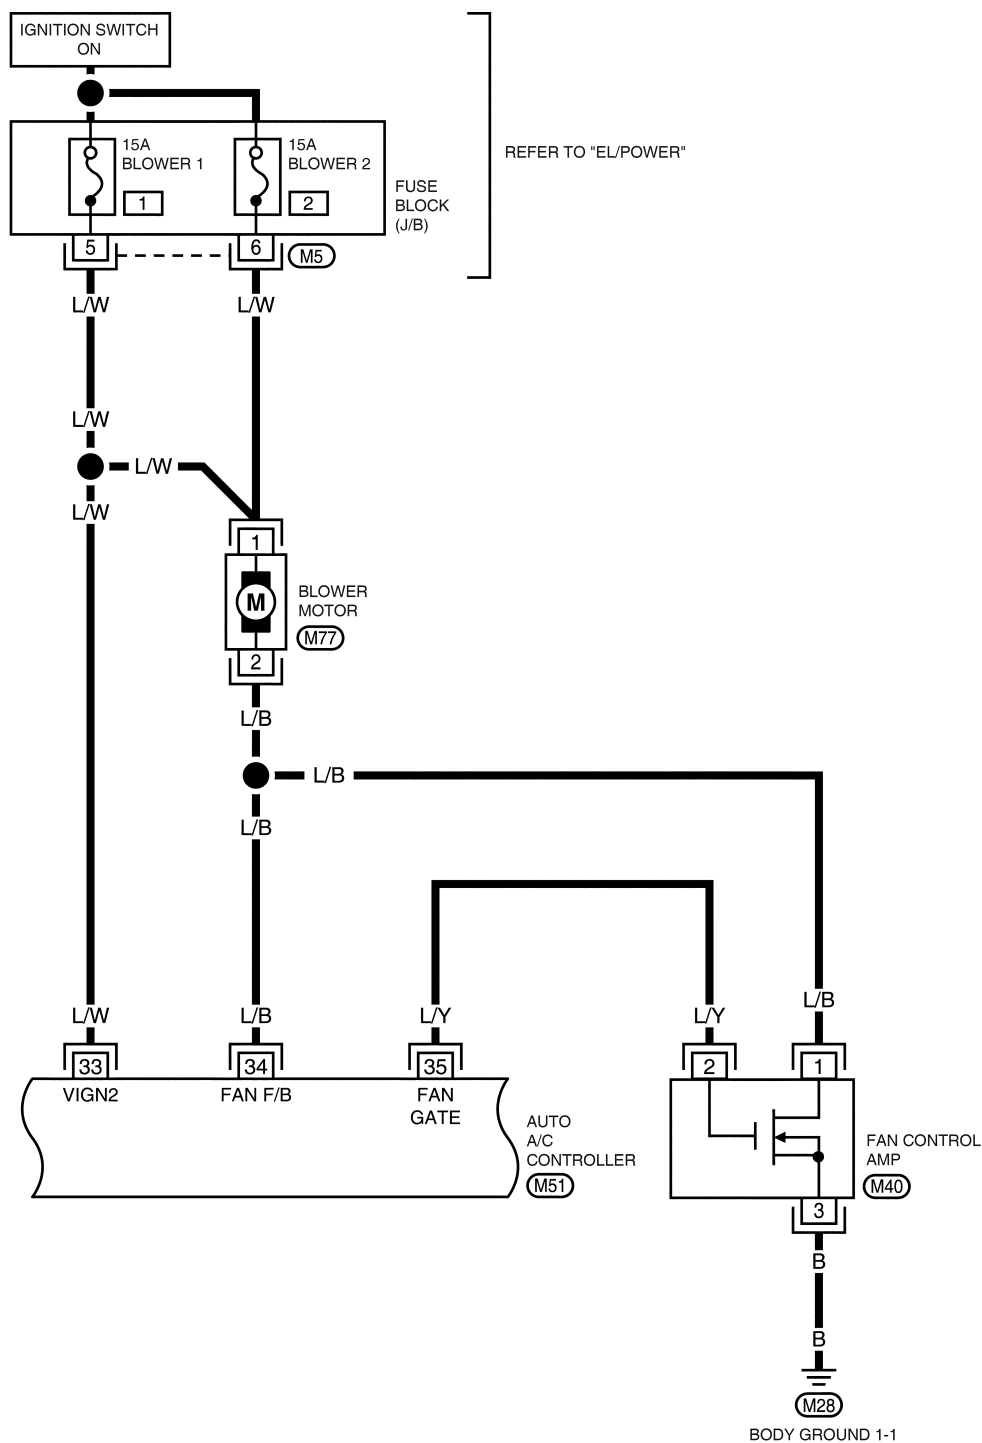 IGNITION SWITCH
ON
15A
BLOWER 1
1
15A
BLOWER 2
2
FUSE
BLOCK
(J/B)
REFER TO "EL/POWER"
5
6
M5
L/W
L/W
L/W
L/W
L/W
1
M
BLOWER
MOTOR
M77
2
L/B
L/B
L/B
L/W
L/B
L/Y
L/Y
L/B
33
34
35
2
1
VIGN2
FAN F/B
FAN
GATE
AUTO
A/C
CONTROLLER
M51
FAN CONTROL
AMP
M40
3
B
B
M28
BODY GROUND 1-1